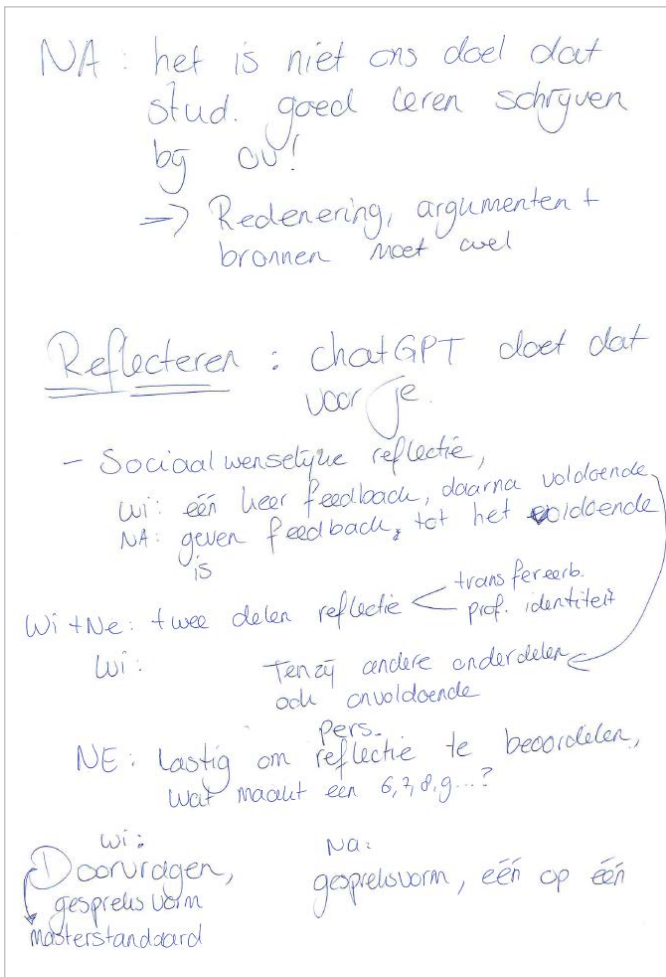 NA: het is niet ons doel dat
stud. goed leren schrijven
bij OV!
=> Redenering, argumenten +
bronnen moet wel
Reflecteren : chatGPT doet dat
voor je.
- Sociaal wenselijke reflectie,
Wi: één keer feedback, daarna voldoende
NA: geven feedback, tot het voldoende
is
Wi + Ne: twee delen reflectie < transfereerb.
prof. identiteit
Wi: Tenzij andere onderdelen
ook onvoldoende
pers.
NE: Lastig om reflectie te beoordelen,
wat maakt een 6,7,8,9...?
Wi: Na:
Doorvragen, gespreksvorm, één op één
gespreksvorm
masterstandaard